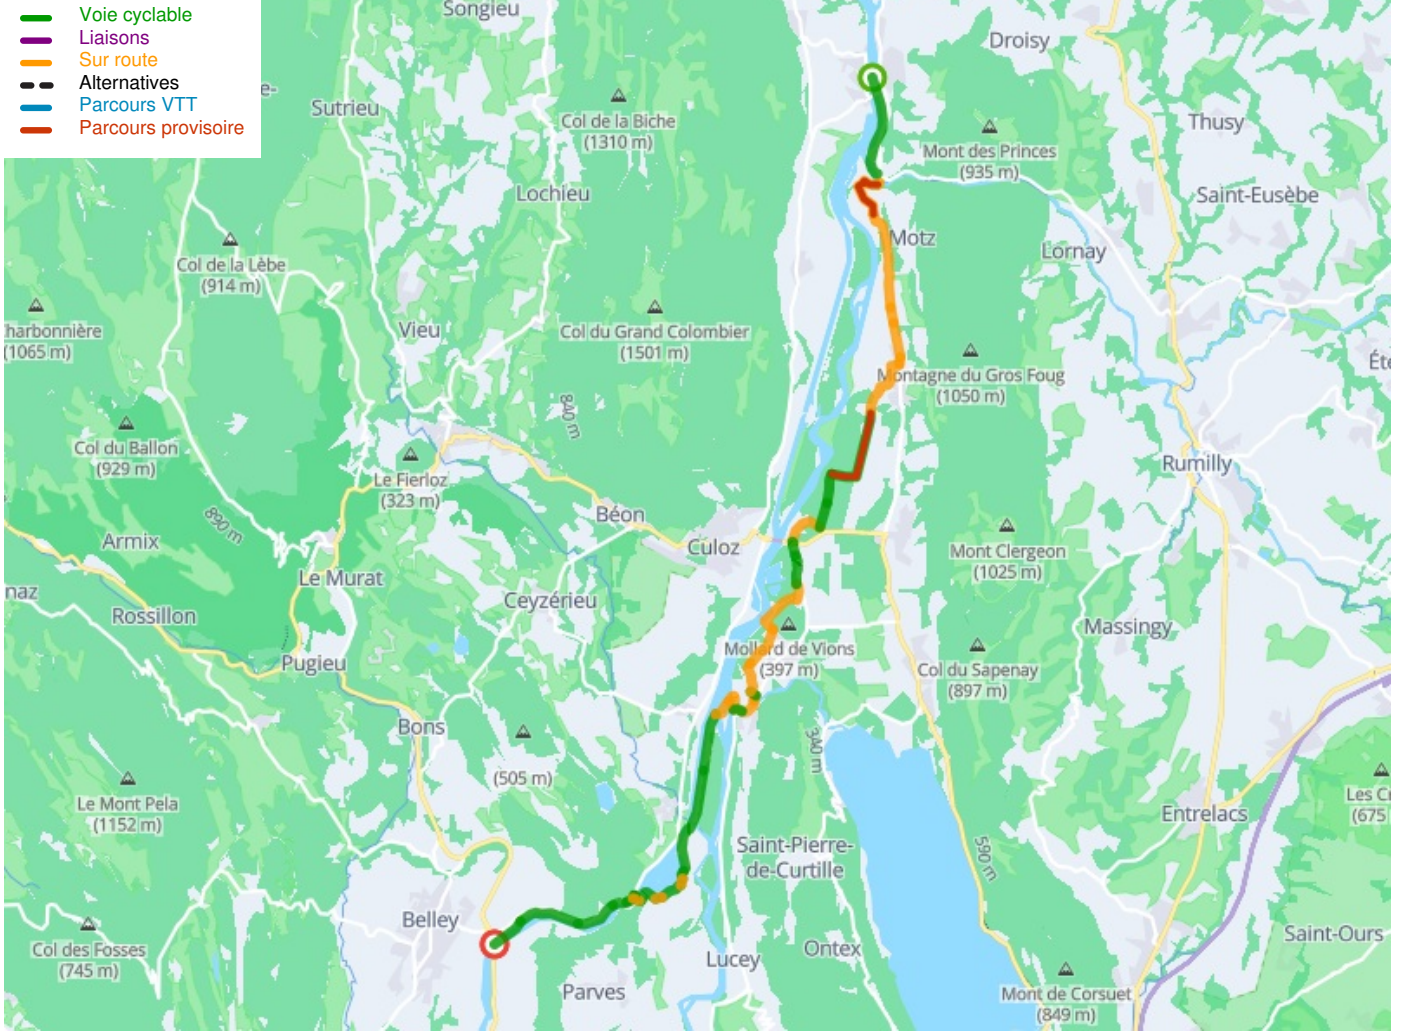 Voie cyclable
Liaisons
Sur route
Alternatives
Parcours VTT
Parcours provisoire
Songieu
Droisy
e-
Sutrieu
Col de la Biche
(1310 m)
Thusy
Mont des Princes
(935 m)
Lochieu
Saint-Eusèbe
Motz
Lornay
Col de la Lèbe
(914 m)
harbonnière
(1065 m)
Vieu
Col du Grand Colombier
(1501 m)
Éte
Montagne du Gros Foug
(1050 m)
840 m
Col du Ballon
(929 m)
Le Fierloz
(323 m)
Rumilly
890 m
Béon
Armix
Culoz
Mont Clergeon
(1025 m)
Le Murat
naz
Ceyzérieu
Rossillon
Massingy
Mollard de Vions
(397 m)
Pugieu
Col du Sapenay
(897 m)
Bons
340 m
(505 m)
Le Mont Pela
(1152 m)
Les Cr
(675
Entrelacs
Saint-Pierre-
de-Curtille
590 m
Belley
Saint-Ours
Col des Fosses
(745 m)
Ontex
Lucey
Parves
Mont de Corsuet
(849 m)